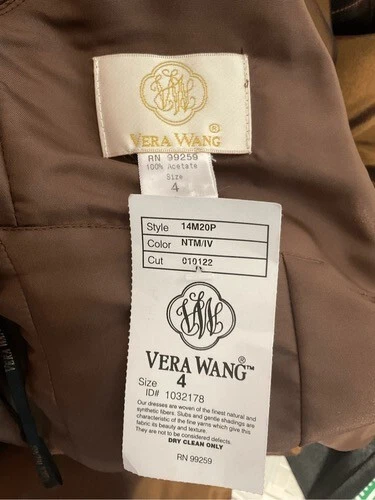 VERA WANG®
RN 99259
100% Acetate
Size
4
Style 14M20P
Color NTM/IV
Cut 010122
VERA WANG™
Size 4
ID# 1032178
Our dresses are woven of the finest natural and
synthetic fibers. Slubs and gentle shadings are
characteristic of the fine yarns which give this
fabric its beauty and texture.
They are not to be considered defects.
DRY CLEAN ONLY
RN 99259